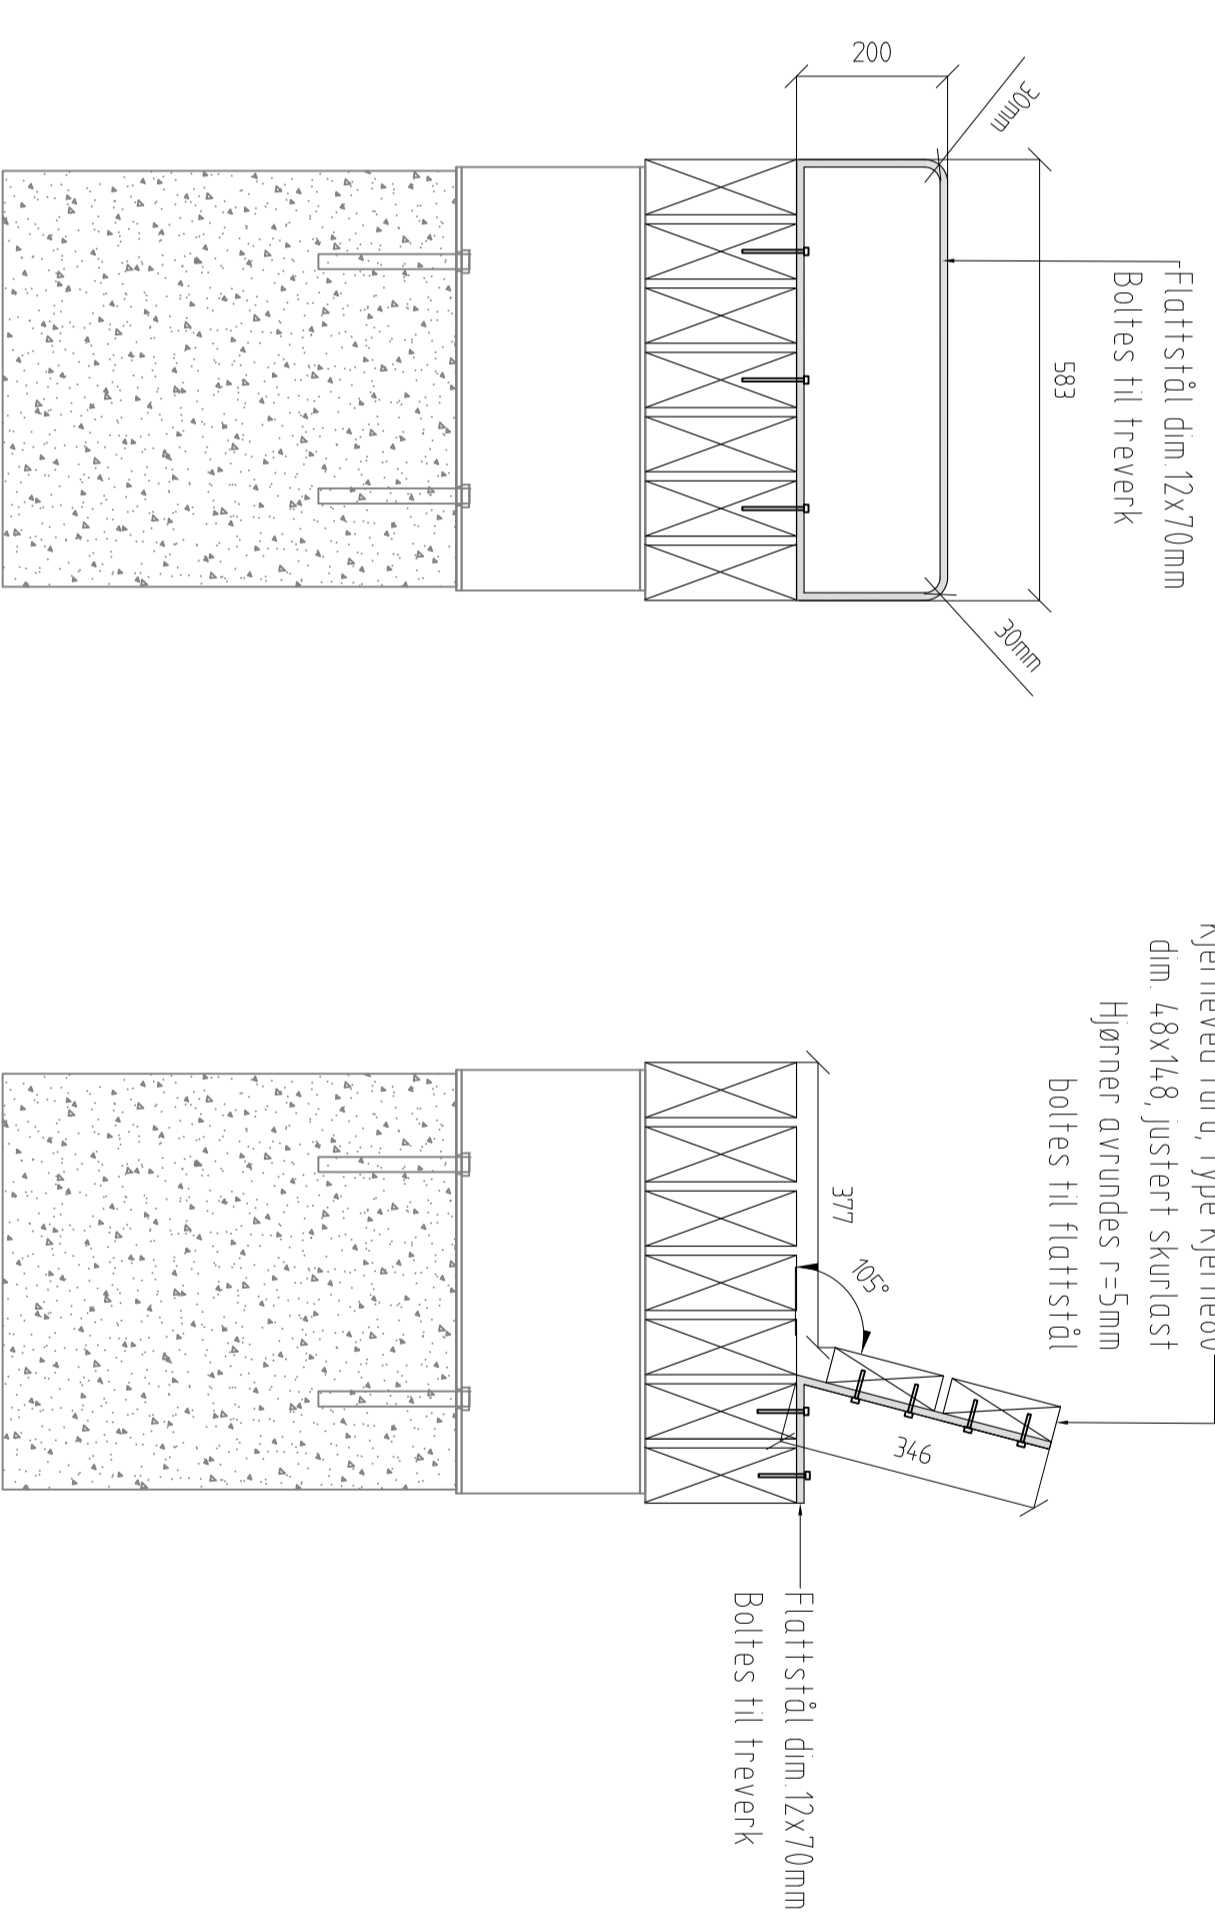 200
30mm
583
30mm
Flattstål dim.12x70mm
Boltes til treverk
dim. 48x148, justert skurlast
Hjørner avrundes r=5mm
boltes til flattstål
377
105°
346
Flattstål dim.12x70mm
Boltes til treverk